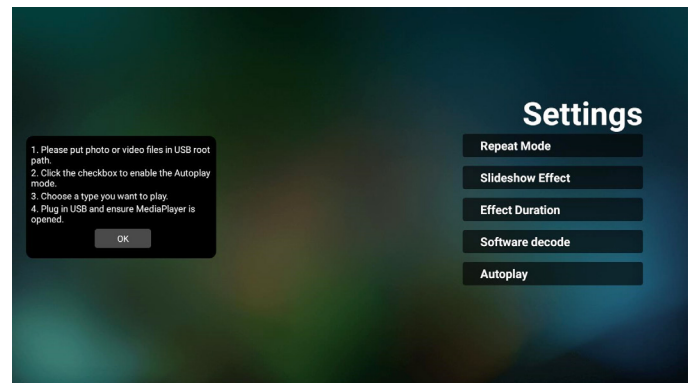 1. Please put photo or video files in USB root
path.
2. Click the checkbox to enable the Autoplay
mode.
3. Choose a type you want to play.
4. Plug in USB and ensure MediaPlayer is
opened.
OK
Settings
Repeat Mode
Slideshow Effect
Effect Duration
Software decode
Autoplay